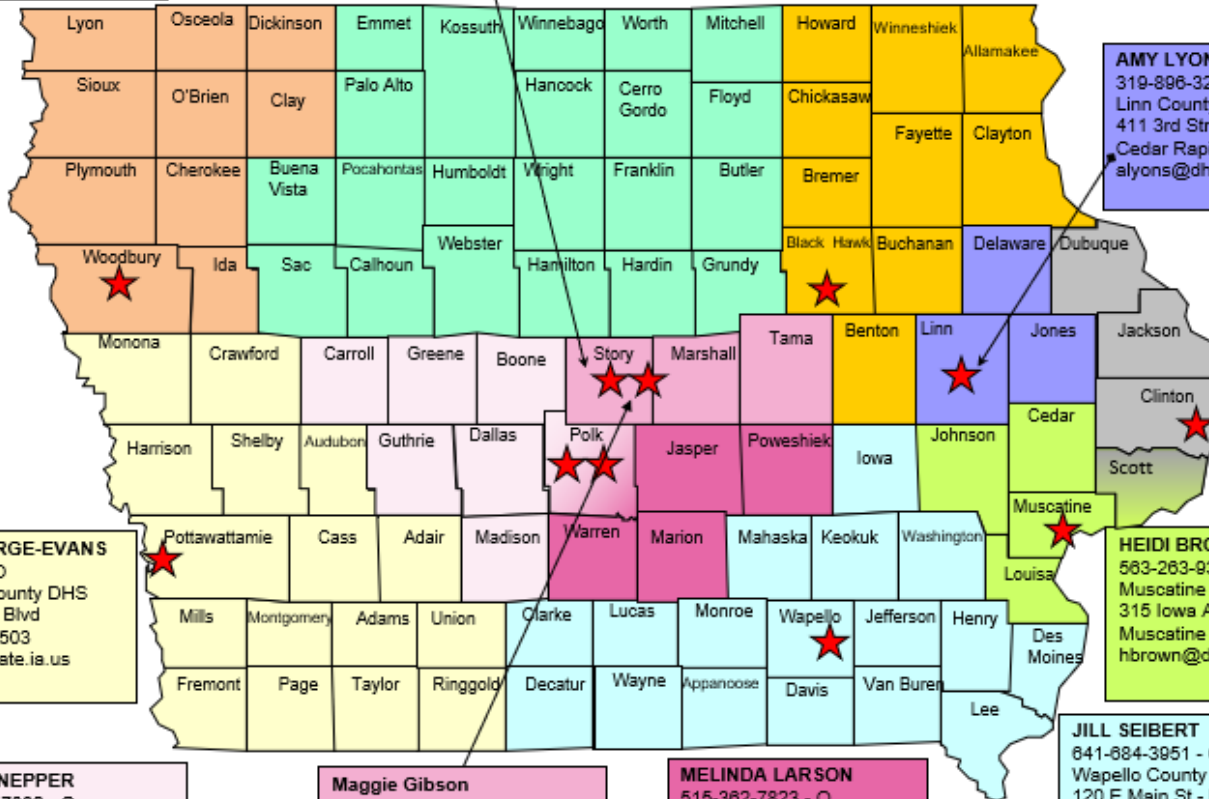 Lyon
Osceola
Dickinson
Emmet
Kossuth
Winnebago
Worth
Mitchell
Howard
Winneshiek
Allamakee
Sioux
O'Brien
Clay
Palo Alto
Hancock
Cerro
Gordo
Floyd
Chickasaw
Fayette
Clayton
Plymouth
Cherokee
Buena
Vista
Pocahontas
Humboldt
Wright
Franklin
Butler
Bremer
Woodbury
Ida
Sac
Calhoun
Webster
Hamilton
Hardin
Grundy
Black Hawk
Buchanan
Delaware
Dubuque
Monona
Crawford
Carroll
Greene
Boone
Story
Marshall
Tama
Benton
Linn
Jones
Jackson
Clinton
Harrison
Shelby
Audubon
Guthrie
Dallas
Polk
Jasper
Poweshiek
Iowa
Johnson
Cedar
Scott
Muscatine
Pottawattamie
Cass
Adair
Madison
Warren
Marion
Mahaska
Keokuk
Washington
Louisa
Mills
Montgomery
Adams
Union
Clarke
Lucas
Monroe
Wapello
Jefferson
Henry
Des
Moines
Fremont
Page
Taylor
Ringgold
Decatur
Wayne
Appanoose
Davis
Van Buren
Lee
AMY LYON
319-896-32
Linn Count
411 3rd Str
Cedar Rap
alyons@dh
RGE-EVANS
ounty DHS
Blvd
503
ate.ia.us
HEIDI BRO
563-263-93
Muscatine
315 Iowa A
Muscatine
hbrown@d
JILL SEIBERT
641-684-3951 -
Wapello County
120 E Main St -
NEPPER
Maggie Gibson
MELINDA LARSON
515-362-7823 - O